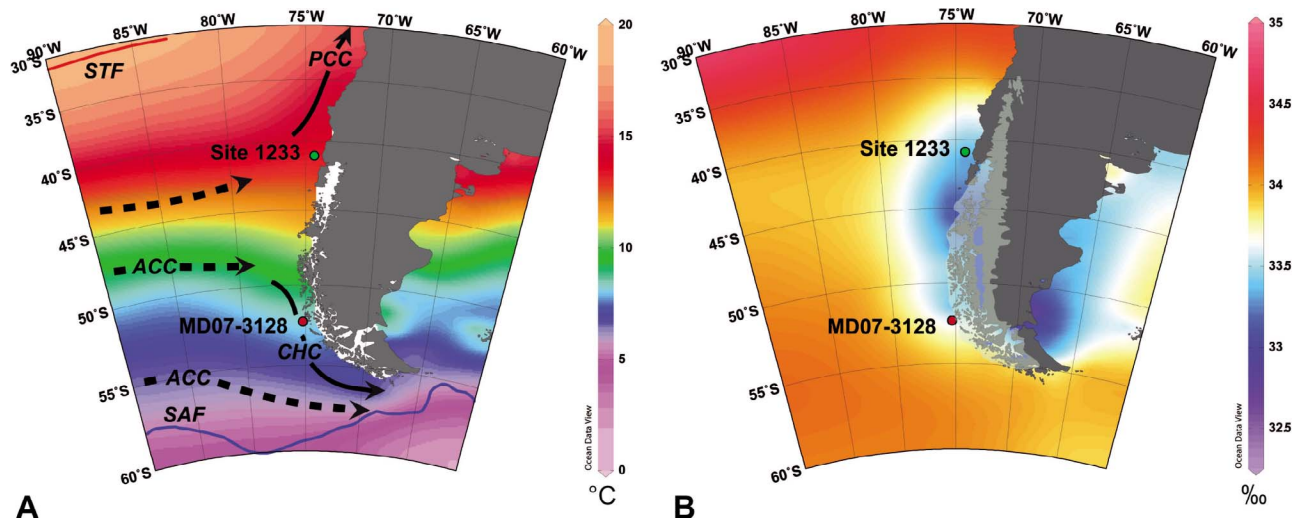 90°W
85°W
80°W
75°W
70°W
65°W
60°W
30°S
35°S
40°S
45°S
50°S
55°S
60°S
STF
PCC
Site 1233
ACC
MD07-3128
CHC
ACC
SAF
20
15
10
5
0
Ocean Data View
°C
A
90°W
85°W
80°W
75°W
70°W
65°W
60°W
30°S
35°S
40°S
45°S
50°S
55°S
60°S
Site 1233
MD07-3128
35
34.5
34
33.5
33
32.5
Ocean Data View
‰
B